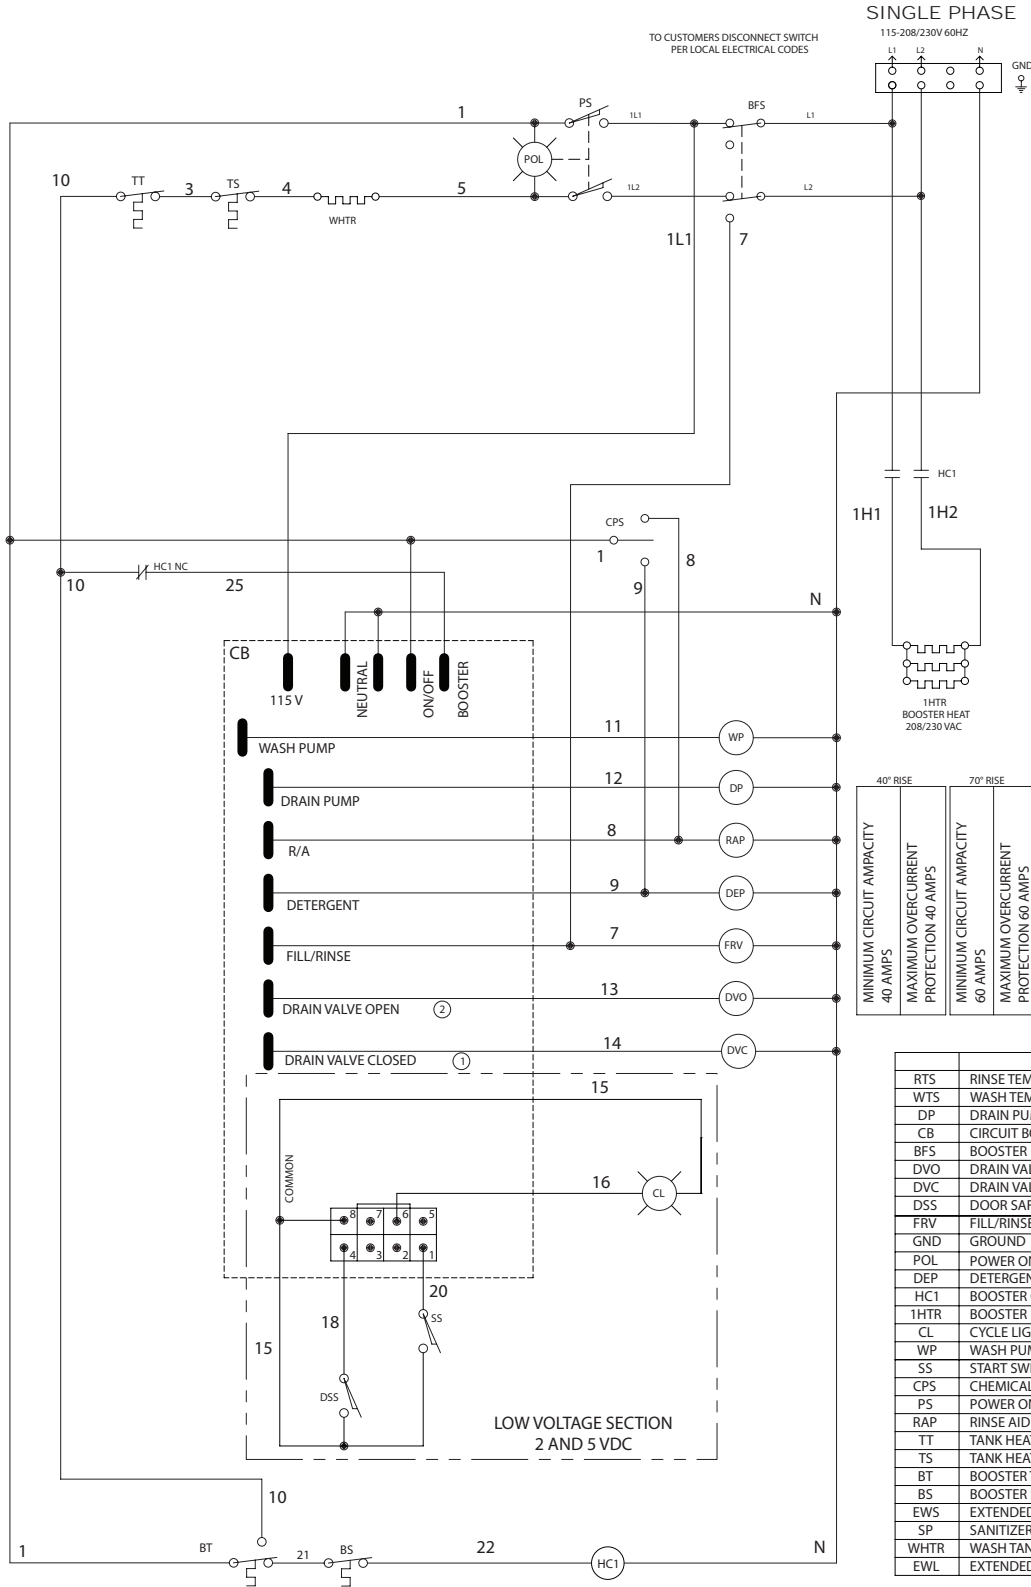 SINGLE PHASE
115-208/230V 60HZ
TO CUSTOMERS DISCONNECT SWITCH
PER LOCAL ELECTRICAL CODES
L1 L2 N
GND
1 PS 1L1 BFS L1
POL
10 TT 3 TS 4 5 1L2 L2
WHTR
1L1 7
HC1
1H1 1H2
CPS
1 8
HC1 NC
10 25 9
N
CB
115 V
NEUTRAL
ON/OFF
BOOSTER
1HTR
BOOSTER HEAT
208/230 VAC
WASH PUMP 11 WP
DRAIN PUMP 12 DP
R/A 8 RAP
DETERGENT 9 DEP
FILL/RINSE 7 FRV
DRAIN VALVE OPEN 2 13 DVO
DRAIN VALVE CLOSED 1 14 DVC
40° RISE 70° RISE
MINIMUM CIRCUIT AMPACITY
40 AMPS
MAXIMUM OVERCURRENT
PROTECTION 40 AMPS
MINIMUM CIRCUIT AMPACITY
60 AMPS
MAXIMUM OVERCURRENT
PROTECTION 60 AMPS
15
COMMON
16 CL
8 7 6 5
4 3 2 1
20
18 SS
15
DSS
LOW VOLTAGE SECTION
2 AND 5 VDC
10
1 BT 21 BS 22 HC1 N
RTS RINSE TEM
WTS WASH TEM
DP DRAIN PU
CB CIRCUIT B
BFS BOOSTER
DVO DRAIN VAL
DVC DRAIN VAL
DSS DOOR SAF
FRV FILL/RINSE
GND GROUND
POL POWER ON
DEP DETERGEN
HC1 BOOSTER
1HTR BOOSTER
CL CYCLE LIG
WP WASH PUM
SS START SW
CPS CHEMICAL
PS POWER ON
RAP RINSE AID
TT TANK HEA
TS TANK HEA
BT BOOSTER
BS BOOSTER
EWS EXTENDED
SP SANITIZER
WHTR WASH TAN
EWL EXTENDED